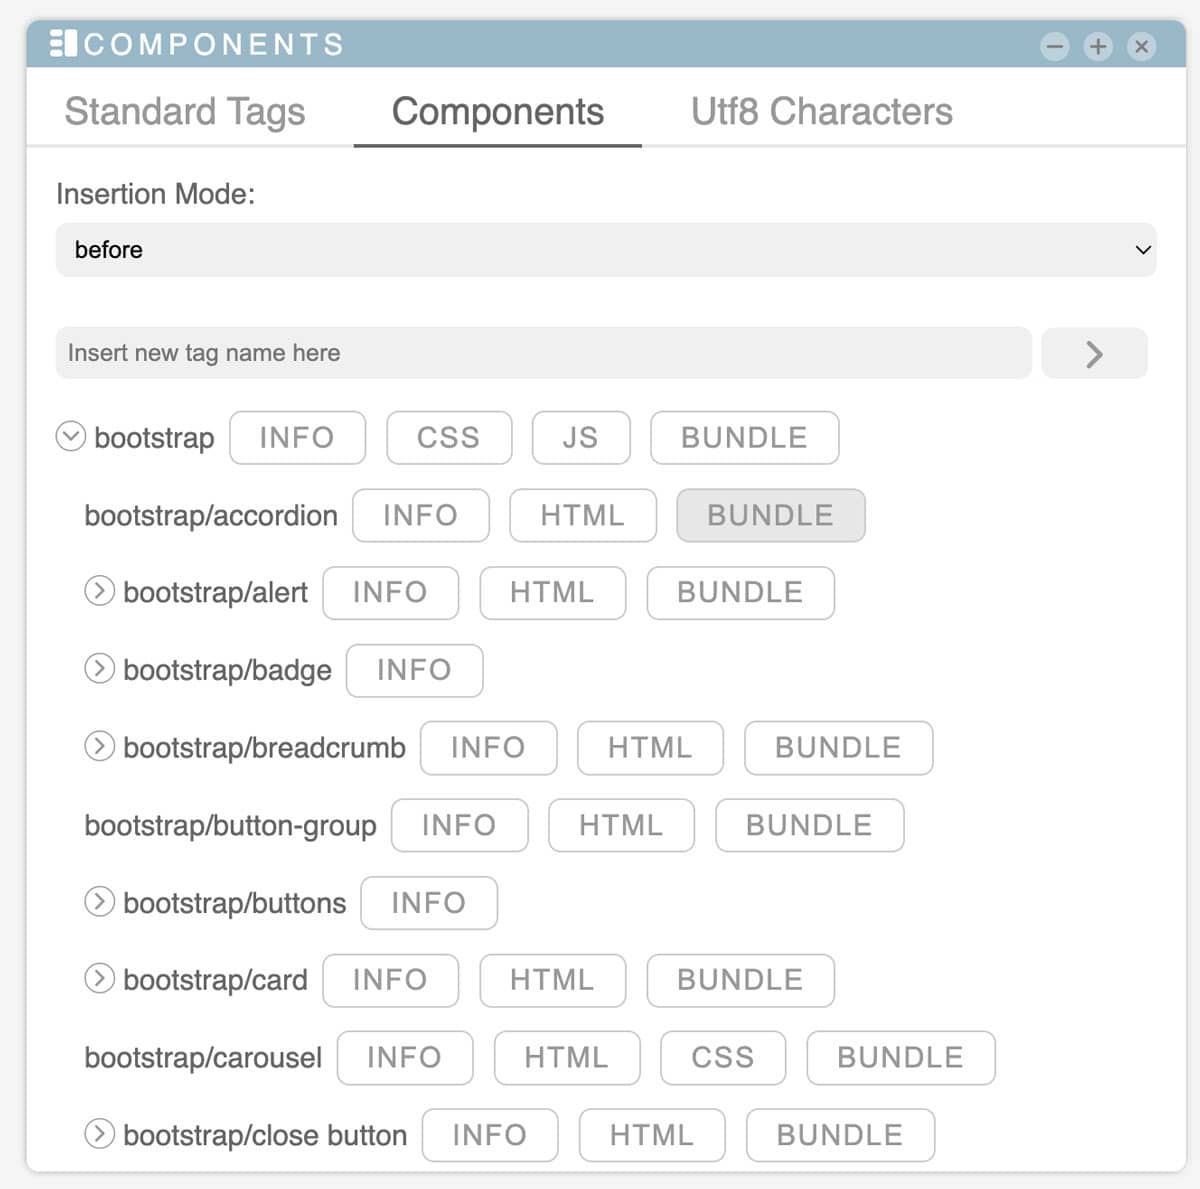 COMPONENTS
Standard Tags Components Utf8 Characters
Insertion Mode:
before
Insert new tag name here
bootstrap INFO CSS JS BUNDLE
bootstrap/accordion INFO HTML BUNDLE
bootstrap/alert INFO HTML BUNDLE
bootstrap/badge INFO
bootstrap/breadcrumb INFO HTML BUNDLE
bootstrap/button-group INFO HTML BUNDLE
bootstrap/buttons INFO
bootstrap/card INFO HTML BUNDLE
bootstrap/carousel INFO HTML CSS BUNDLE
bootstrap/close button INFO HTML BUNDLE